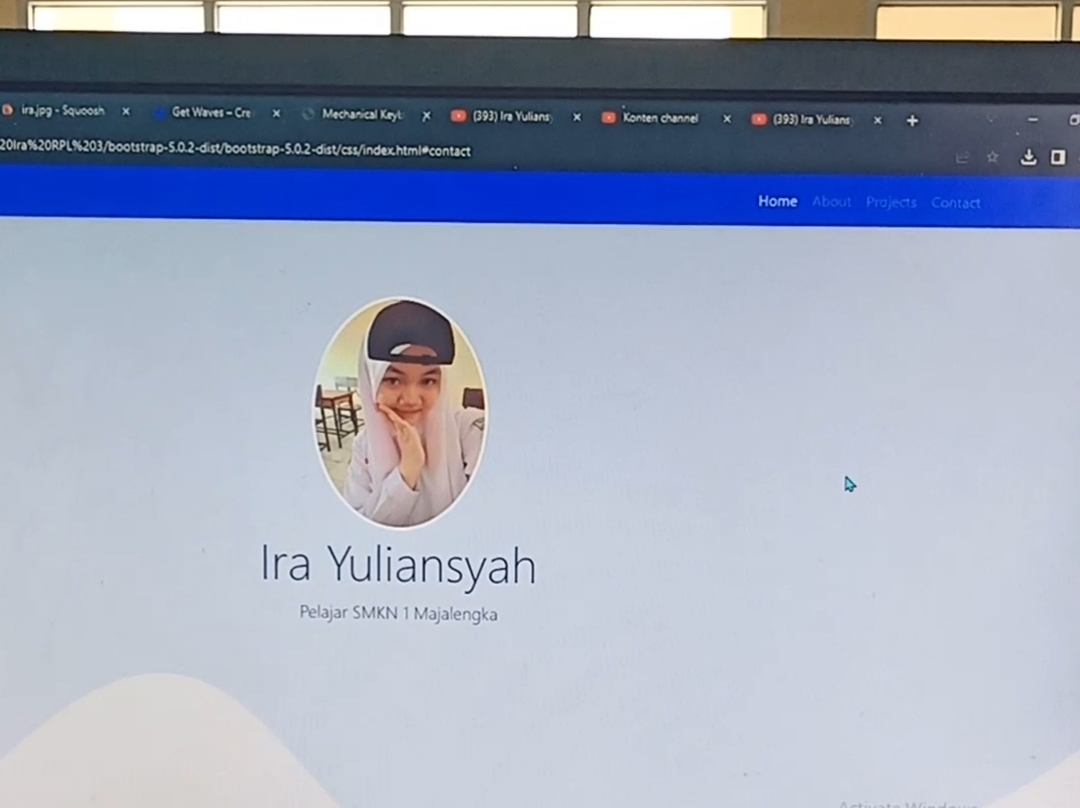 ira.jpg - Squoosh
Get Waves – Cre
Mechanical Keyb
(393) Ira Yulians
Konten channel
(393) Ira Yulians
20Ira%20RPL%203/bootstrap-5.0.2-dist/bootstrap-5.0.2-dist/css/index.html#contact
Home About Projects Contact
Ira Yuliansyah
Pelajar SMKN 1 Majalengka
Activate Windows